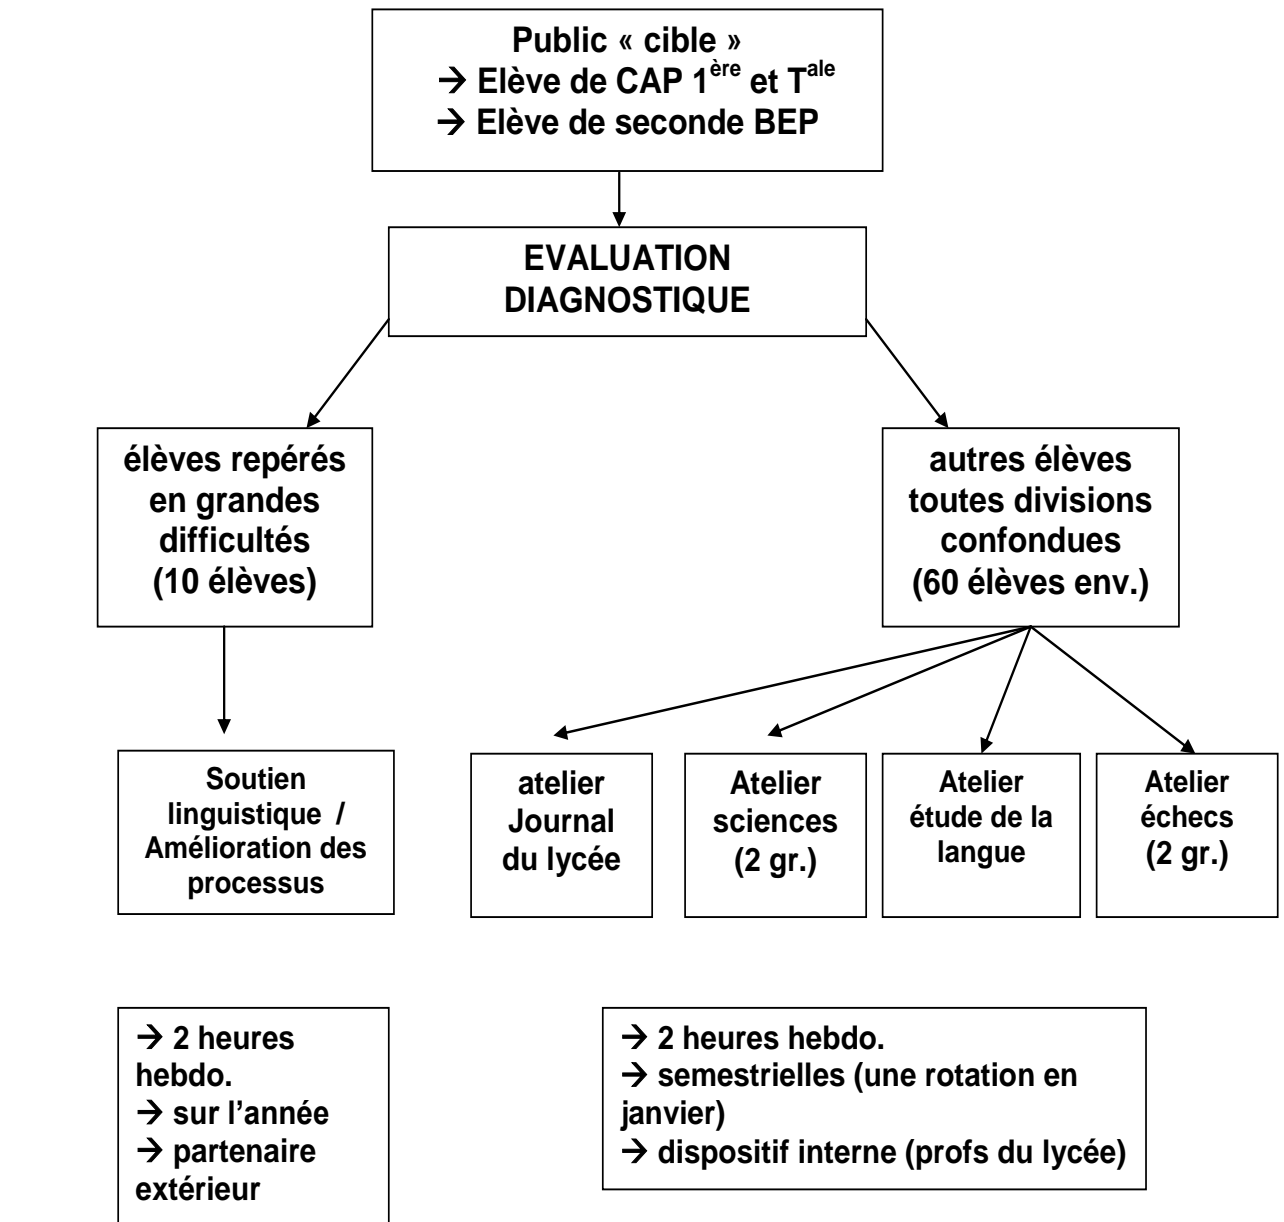 Public « cible »
→ Elève de CAP 1ère et Tale
→ Elève de seconde BEP
EVALUATION
DIAGNOSTIQUE
élèves repérés
en grandes
difficultés
(10 élèves)
autres élèves
toutes divisions
confondues
(60 élèves env.)
Soutien
linguistique /
Amélioration des
processus
atelier
Journal
du lycée
Atelier
sciences
(2 gr.)
Atelier
étude de la
langue
Atelier
échecs
(2 gr.)
→ 2 heures
hebdo.
→ sur l’année
→ partenaire
extérieur
→ 2 heures hebdo.
→ semestrielles (une rotation en
janvier)
→ dispositif interne (profs du lycée)